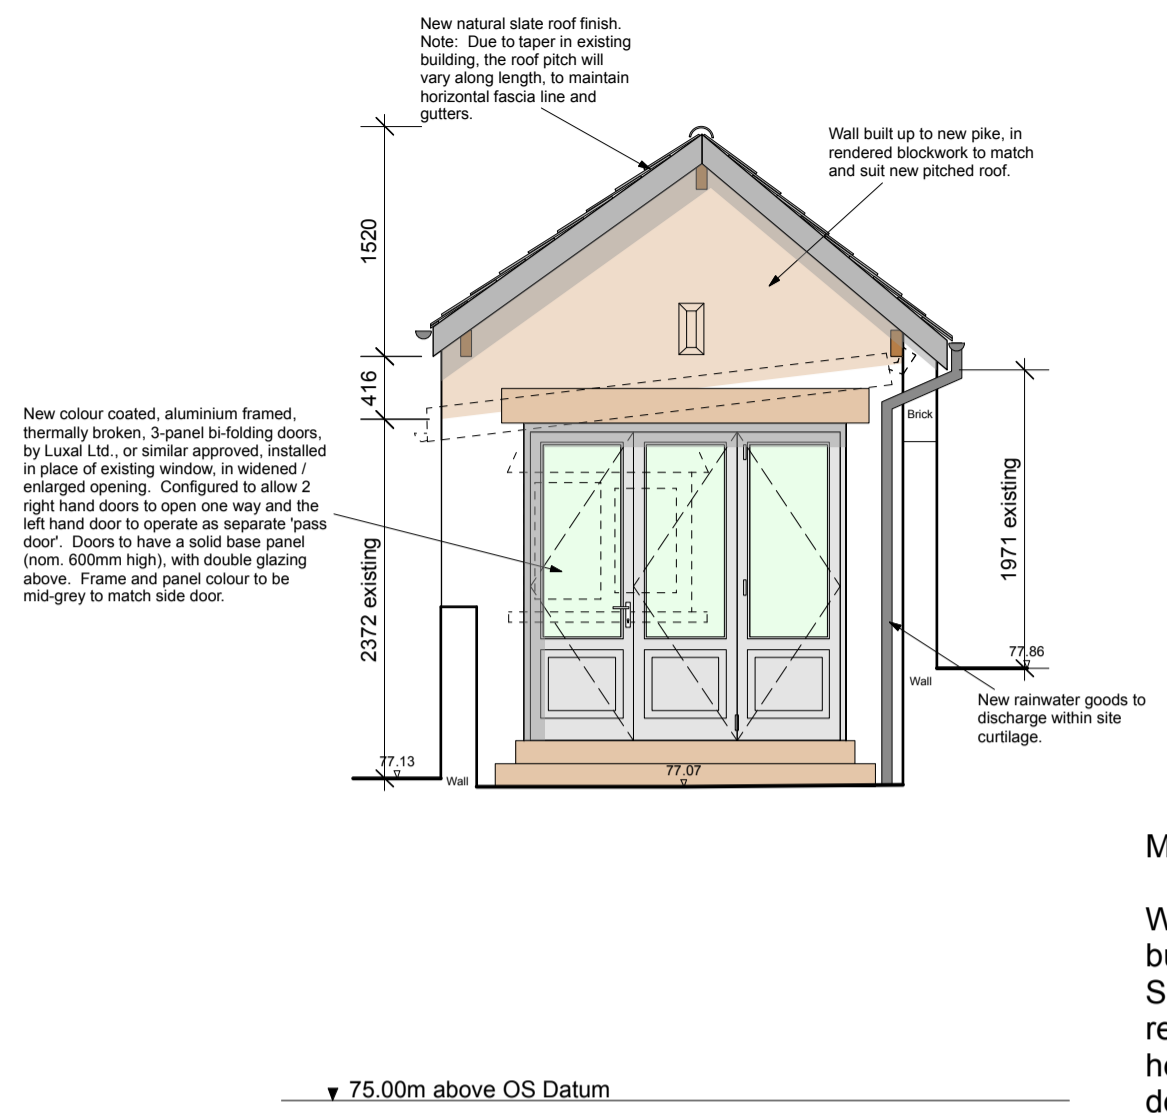 New natural slate roof finish.
Note: Due to taper in existing
building, the roof pitch will
vary along length, to maintain
horizontal fascia line and
gutters.
Wall built up to new pike, in
rendered blockwork to match
and suit new pitched roof.
1520
416
2372 existing
New colour coated, aluminium framed,
thermally broken, 3-panel bi-folding doors,
by Luxal Ltd., or similar approved, installed
in place of existing window, in widened /
enlarged opening. Configured to allow 2
right hand doors to open one way and the
left hand door to operate as separate 'pass
door'. Doors to have a solid base panel
(nom. 600mm high), with double glazing
above. Frame and panel colour to be
mid-grey to match side door.
Brick
1971 existing
77.86
Wall
New rainwater goods to
discharge within site
curtilage.
77.13
Wall
77.07
M
W
bu
S
re
he
de
75.00m above OS Datum